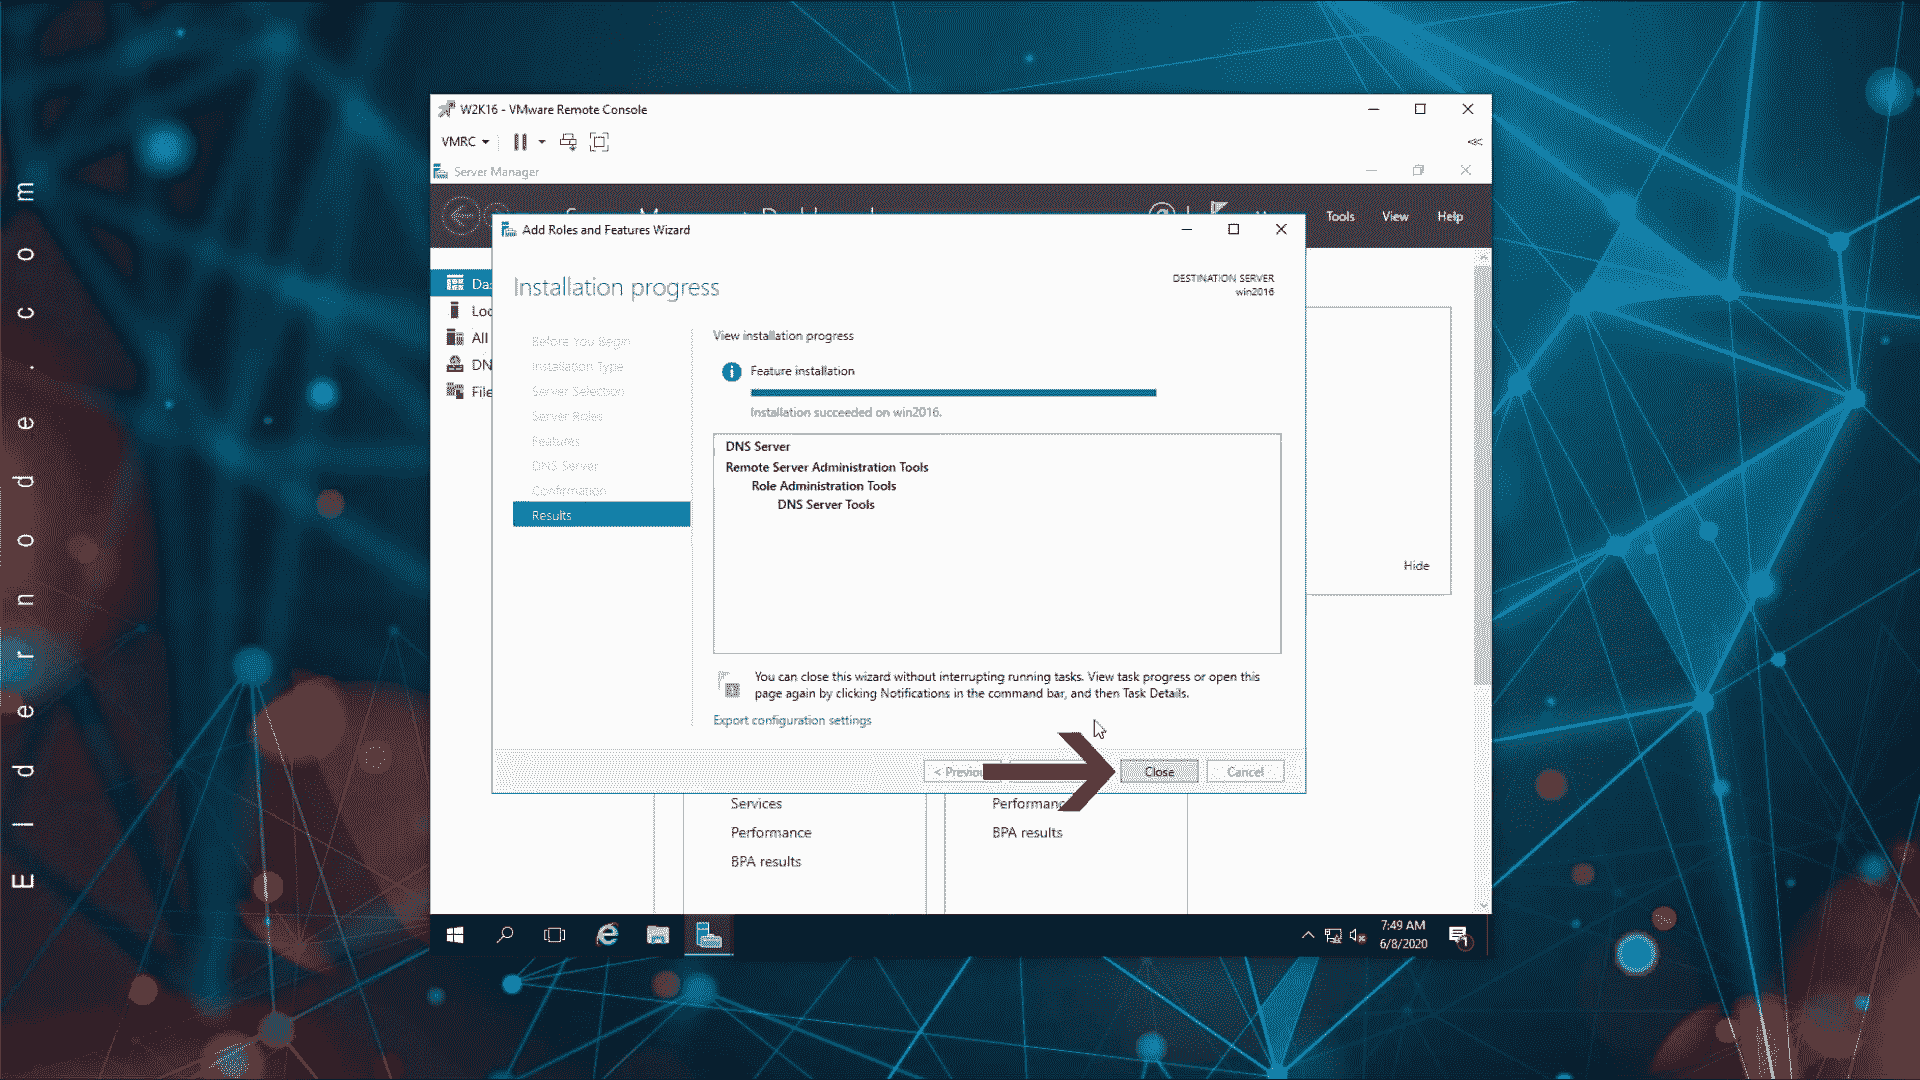 Eldernode.com
W2K16 - VMware Remote Console
VMRC
Server Manager
Tools View Help
Add Roles and Features Wizard
Installation progress
DESTINATION SERVER
win2016
Before You Begin
Installation Type
Server Selection
Server Roles
Features
DNS Server
Confirmation
Results
View installation progress
Feature installation
Installation succeeded on win2016.
DNS Server
Remote Server Administration Tools
Role Administration Tools
DNS Server Tools
You can close this wizard without interrupting running tasks. View task progress or open this
page again by clicking Notifications in the command bar, and then Task Details.
Export configuration settings
< Previou
Close
Cancel
Da
Loc
All
DN
File
Hide
Services
Performance
BPA results
Performanc
BPA results
7:49 AM
6/8/2020
1